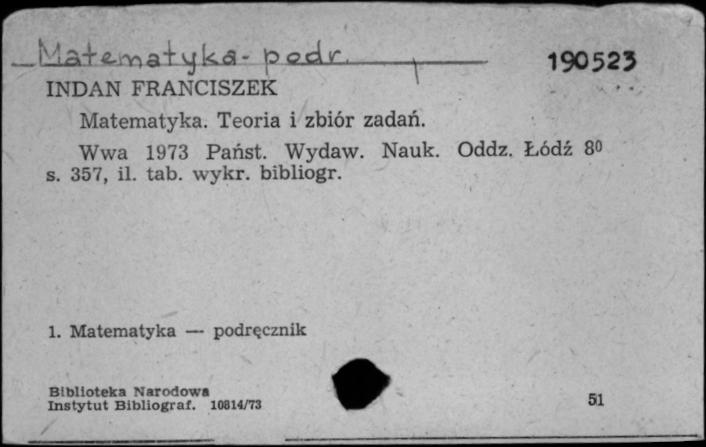 Matematyka - podr.
190523
INDAN FRANCISZEK
Matematyka. Teoria i zbiór zadań.
Wwa 1973 Państ. Wydaw. Nauk. Oddz. Łódź 8⁰
s. 357, il. tab. wykr. bibliogr.
1. Matematyka — podręcznik
Biblioteka Narodowa
Instytut Bibliograf. 10814/73
51